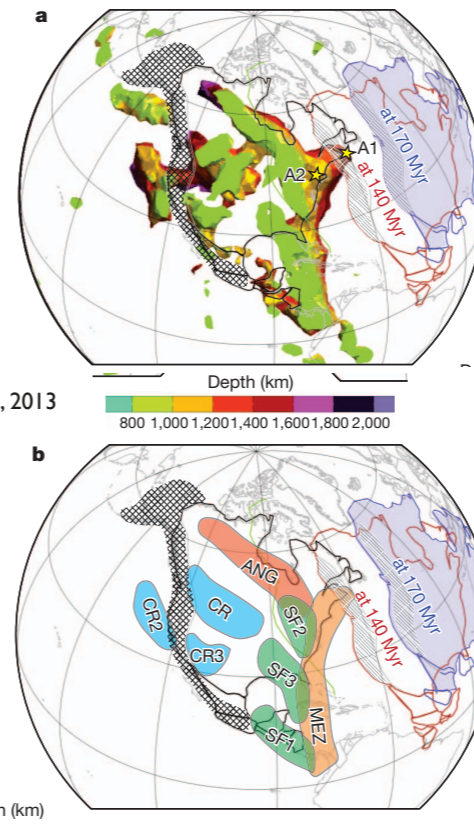 a
A1
A2
at 170 Myr
at 140 Myr
Depth (km)
, 2013
800 1,000 1,200 1,400 1,600 1,800 2,000
b
ANG
CR2
CR
SF2
CR3
SF3
MEZ
SF1
at 170 Myr
at 140 Myr
(km)